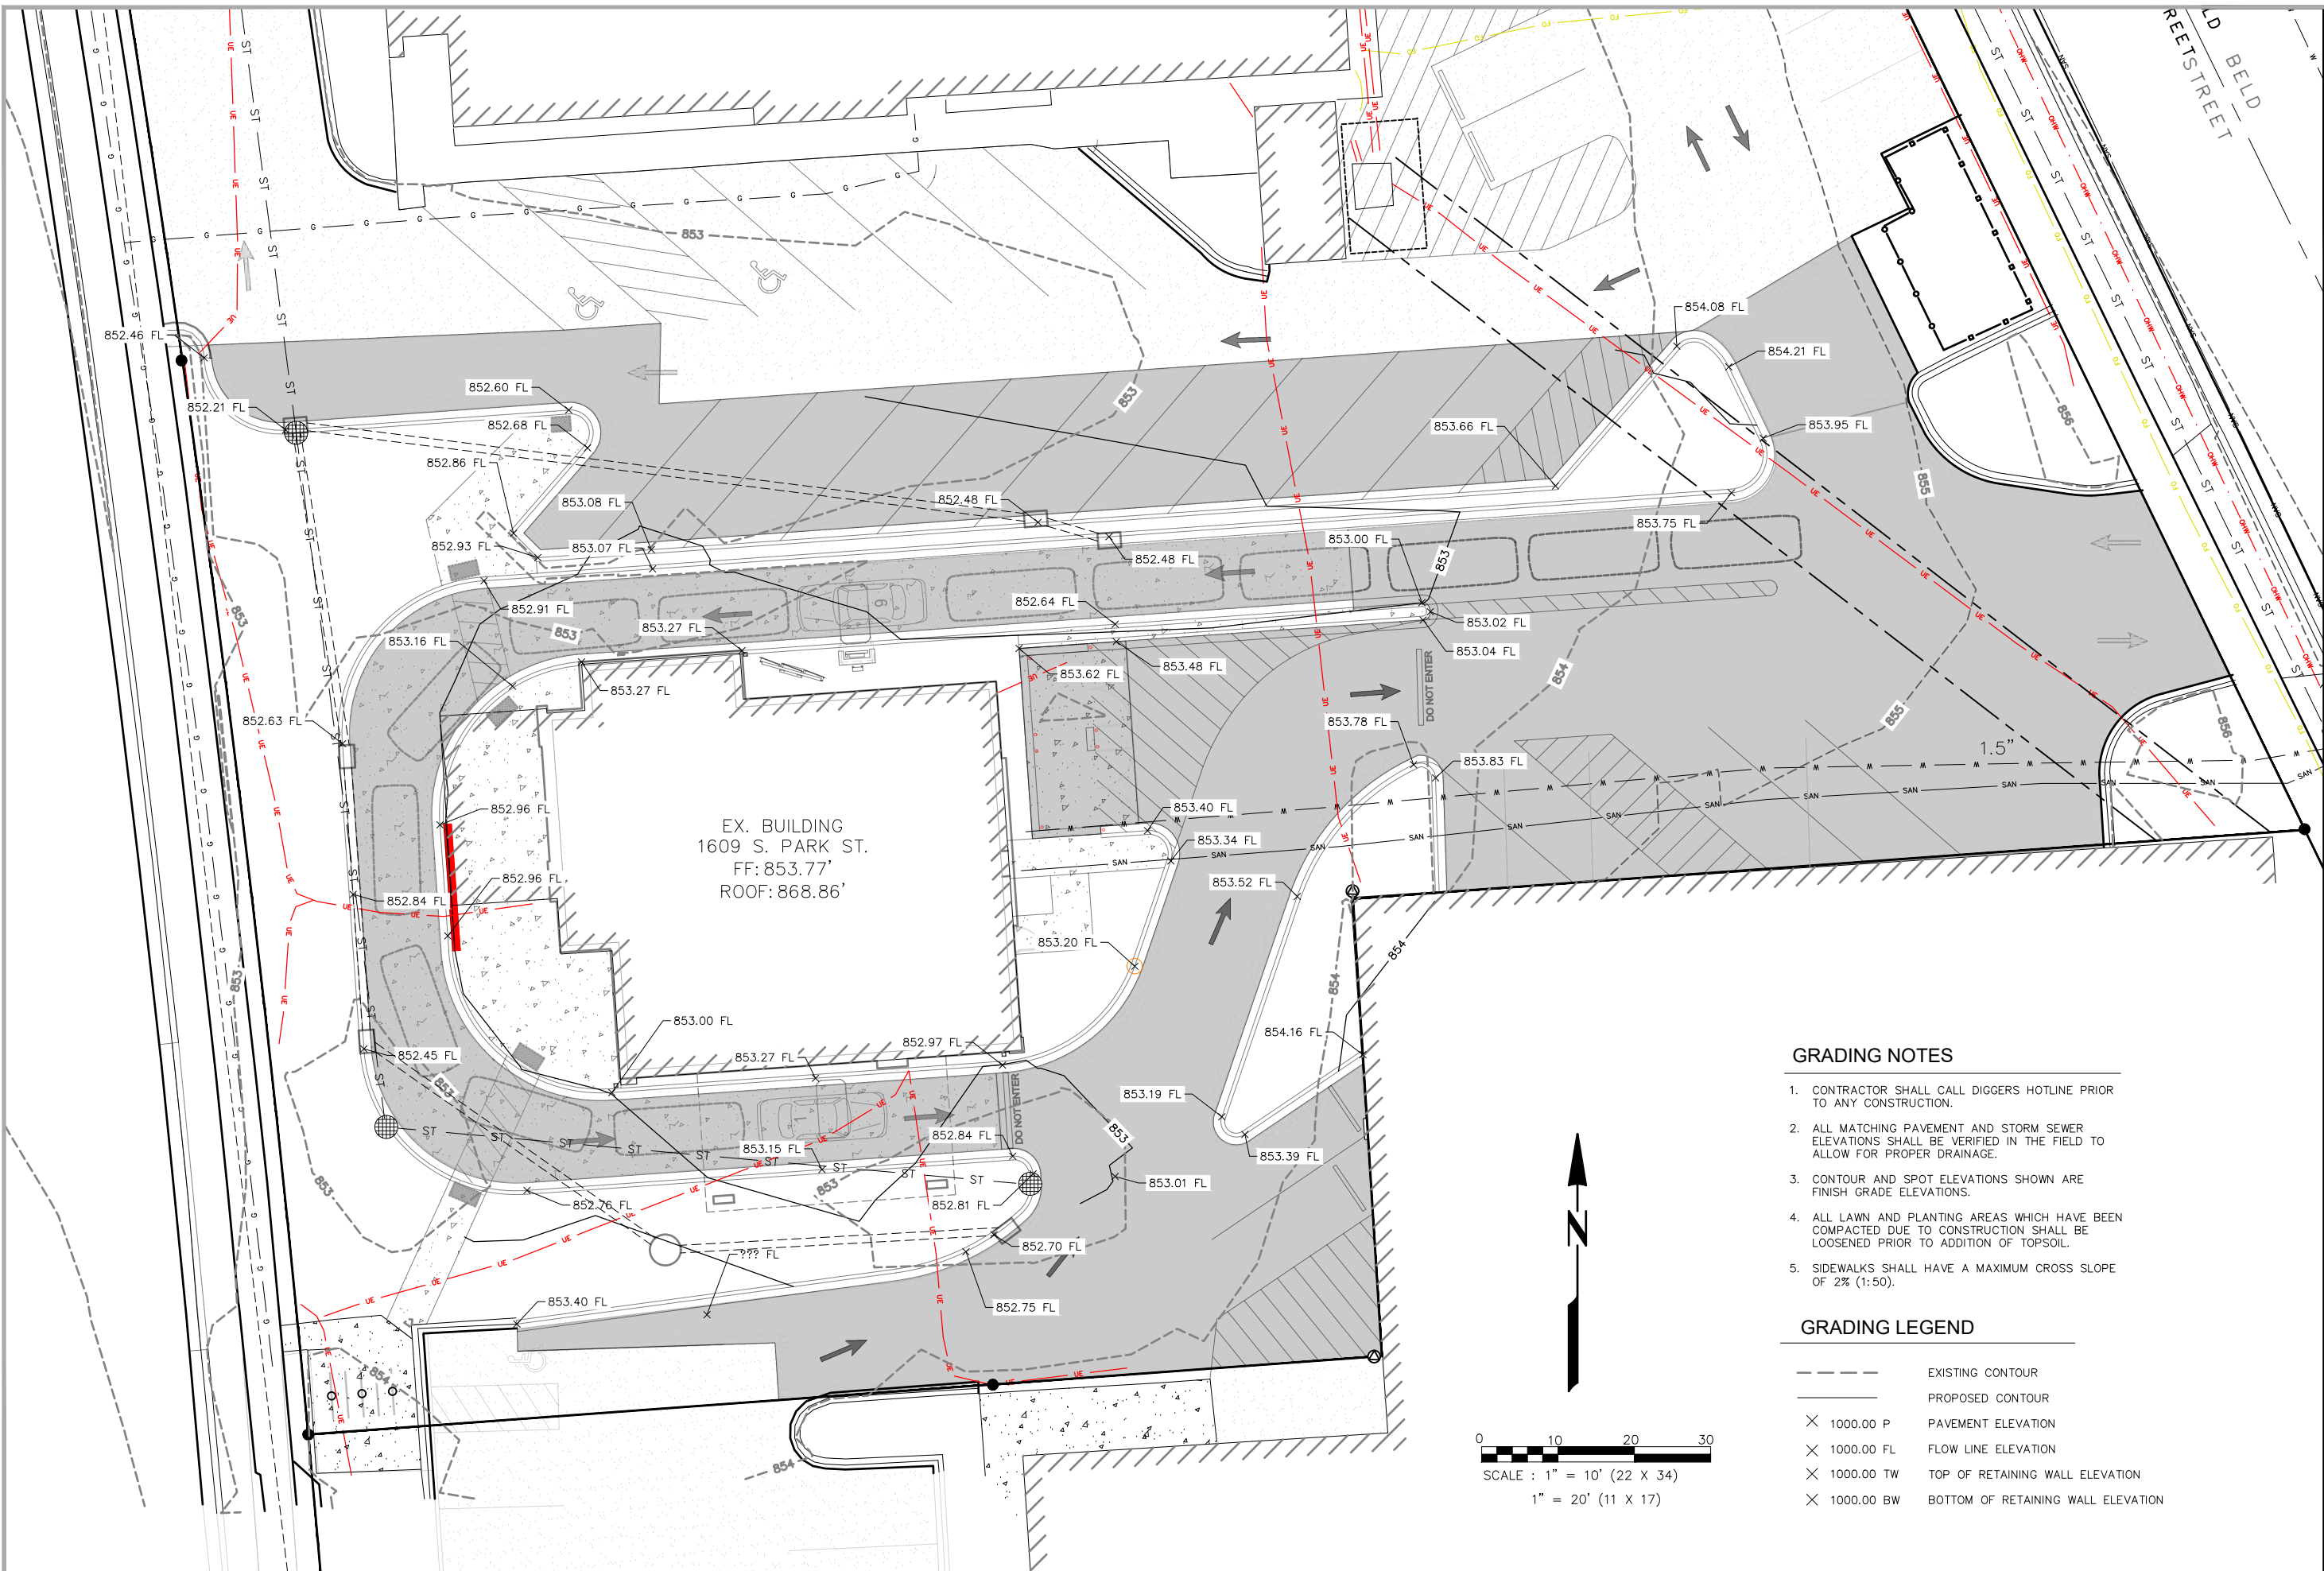 BELD
STREET
853
852.46 FL
854.08 FL
854.21 FL
852.60 FL
852.21 FL
852.68 FL
853
853.66 FL
853.95 FL
856
852.86 FL
855
853.08 FL
852.48 FL
853.75 FL
852.93 FL
853.07 FL
852.48 FL
853.00 FL
853
852.91 FL
852.64 FL
853
853
853.16 FL
853.27 FL
853.02 FL
853.04 FL
853.48 FL
853.62 FL
854
853.27 FL
DO NOT ENTER
852.63 FL
853.78 FL
855
856
1.5"
853.83 FL
852.96 FL
853.40 FL
EX. BUILDING
1609 S. PARK ST.
FF: 853.77'
ROOF: 868.86'
853.34 FL
852.96 FL
853.52 FL
852.84 FL
853.20 FL
854
853
854
853.00 FL
854.16 FL
852.97 FL
852.45 FL
853.27 FL
853
853.19 FL
DO NOT ENTER
853
852.84 FL
853.15 FL
853.39 FL
853
853
853.01 FL
852.76 FL
852.81 FL
852.70 FL
??? FL
853.40 FL
852.75 FL
854
854
N
0 10 20 30
SCALE : 1" = 10' (22 X 34)
1" = 20' (11 X 17)
GRADING NOTES
1. CONTRACTOR SHALL CALL DIGGERS HOTLINE PRIOR
TO ANY CONSTRUCTION.
2. ALL MATCHING PAVEMENT AND STORM SEWER
ELEVATIONS SHALL BE VERIFIED IN THE FIELD TO
ALLOW FOR PROPER DRAINAGE.
3. CONTOUR AND SPOT ELEVATIONS SHOWN ARE
FINISH GRADE ELEVATIONS.
4. ALL LAWN AND PLANTING AREAS WHICH HAVE BEEN
COMPACTED DUE TO CONSTRUCTION SHALL BE
LOOSENED PRIOR TO ADDITION OF TOPSOIL.
5. SIDEWALKS SHALL HAVE A MAXIMUM CROSS SLOPE
OF 2% (1:50).
GRADING LEGEND
EXISTING CONTOUR
PROPOSED CONTOUR
1000.00 P PAVEMENT ELEVATION
1000.00 FL FLOW LINE ELEVATION
1000.00 TW TOP OF RETAINING WALL ELEVATION
1000.00 BW BOTTOM OF RETAINING WALL ELEVATION